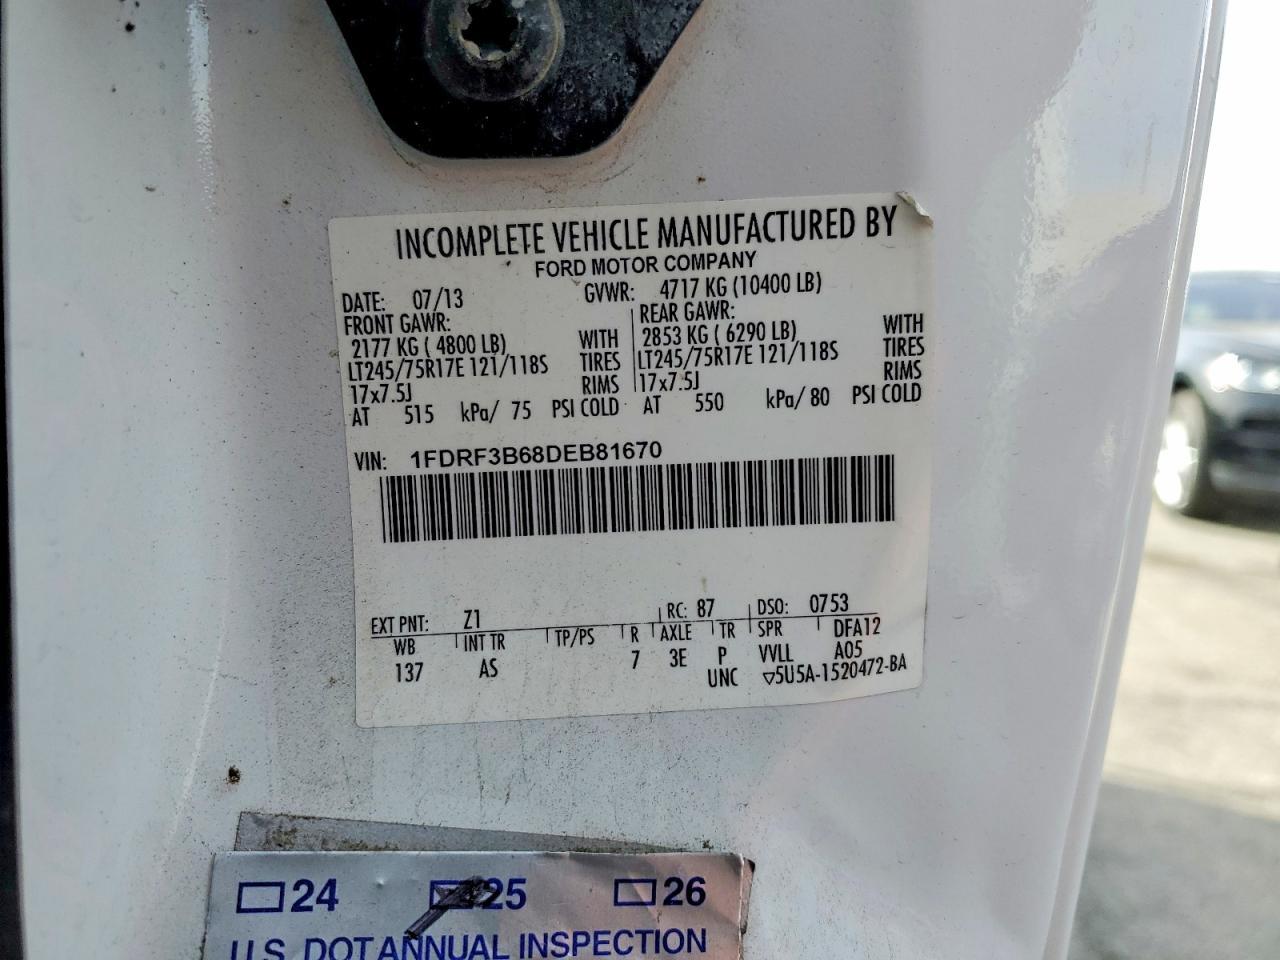 INCOMPLETE VEHICLE MANUFACTURED BY
FORD MOTOR COMPANY
DATE: 07/13 GVWR: 4717 KG (10400 LB)
FRONT GAWR: REAR GAWR:
2177 KG ( 4800 LB) WITH 2853 KG ( 6290 LB) WITH
LT245/75R17E 121/118S TIRES LT245/75R17E 121/118S TIRES
17x7.5J RIMS 17x7.5J RIMS
AT 515 kPa/ 75 PSI COLD AT 550 kPa/ 80 PSI COLD
VIN: 1FDRF3B68DEB81670
EXT PNT: Z1 RC: 87 DSO: 0753
WB INT TR TP/PS R AXLE TR SPR DFA12
137 AS 7 3E P VVLL A05
UNC ▽5U5A-1520472-BA
24 25 26
U.S. DOT ANNUAL INSPECTION